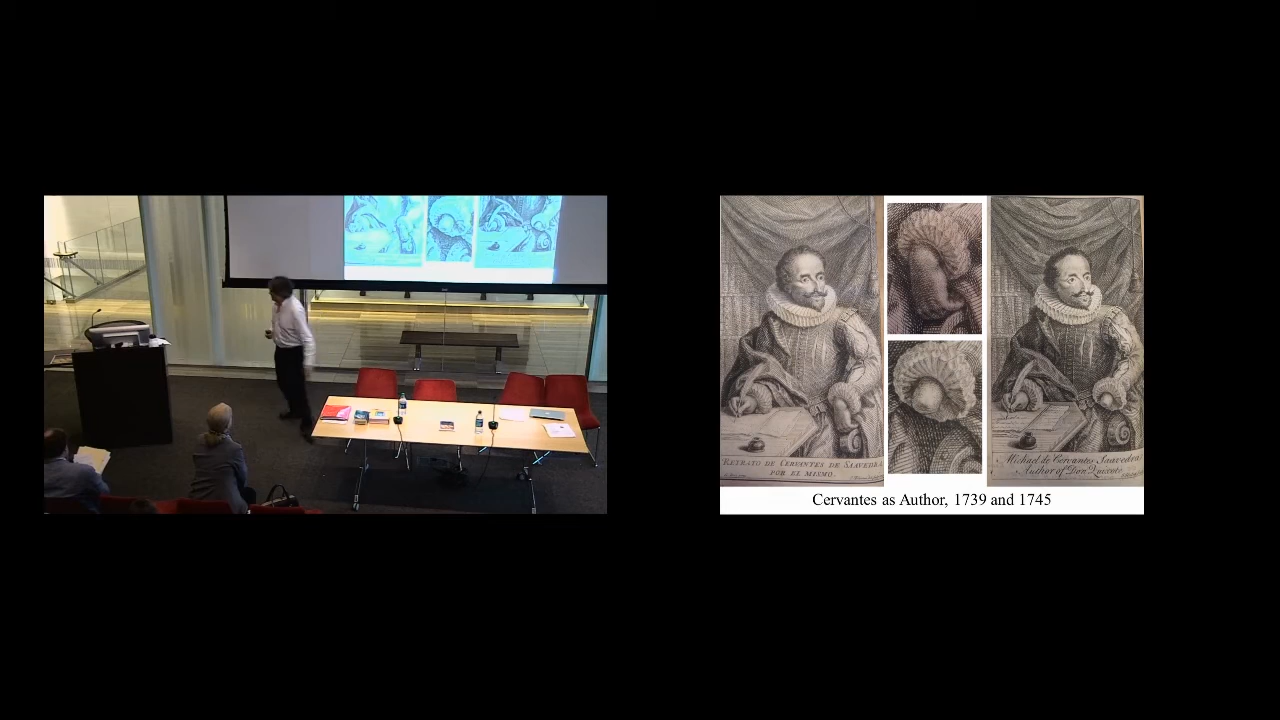 RETRATO DE CERVANTES DE SAAVEDRA
POR EL MISMO.
Michael de Cervantes Saavedra
Author of Don Quixote
Cervantes as Author, 1739 and 1745